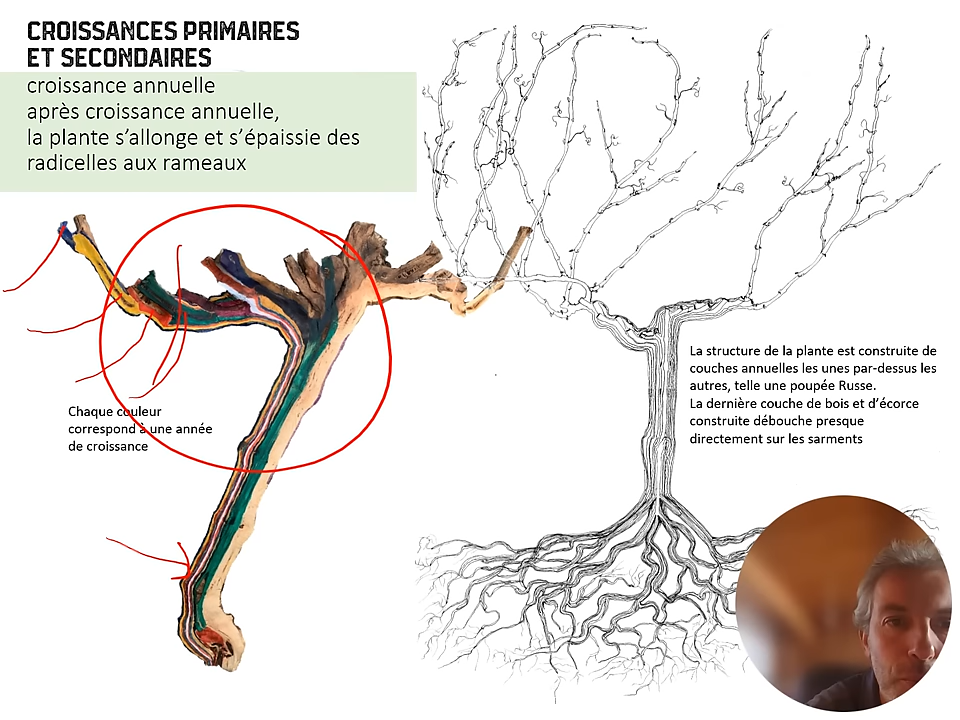 CROISSANCES PRIMAIRES
ET SECONDAIRES
croissance annuelle
après croissance annuelle,
la plante s’allonge et s’épaissie des
radicelles aux rameaux
Chaque couleur
correspond à une année
de croissance
La structure de la plante est construite de
couches annuelles les unes par-dessus les
autres, telle une poupée Russe.
La dernière couche de bois et d’écorce
construite débouche presque
directement sur les sarments